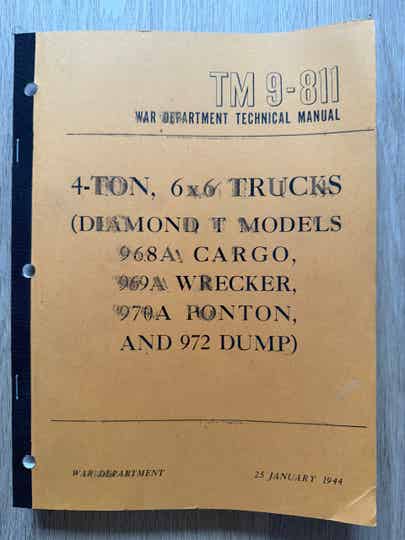 TM 9-811
WAR DEPARTMENT TECHNICAL MANUAL
4-TON, 6x6 TRUCKS
(DIAMOND T MODELS
968A CARGO,
969A WRECKER,
970A PONTON,
AND 972 DUMP)
WAR DEPARTMENT
25 JANUARY 1944